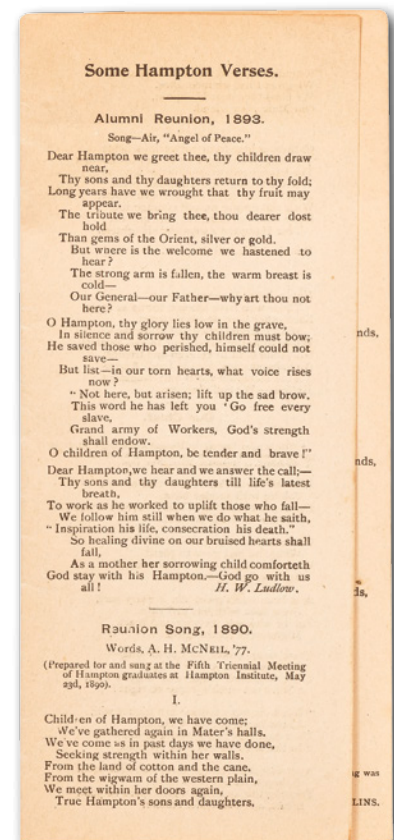 Some Hampton Verses.
Alumni Reunion, 1893.
Song—Air, "Angel of Peace."
Dear Hampton we greet thee, thy children draw
near,
Thy sons and thy daughters return to thy fold;
Long years have we wrought that thy fruit may
appear.
The tribute we bring thee, thou dearer dost
hold
Than gems of the Orient, silver or gold.
But where is the welcome we hastened to
hear?
The strong arm is fallen, the warm breast is
cold—
Our General—our Father—why art thou not
here?
O Hampton, thy glory lies low in the grave,
In silence and sorrow thy children must bow;
He saved those who perished, himself could not
save—
But list—in our torn hearts, what voice rises
now?
"Not here, but arisen; lift up the sad brow.
This word he has left you 'Go free every
slave,
Grand army of Workers, God's strength
shall endow.
O children of Hampton, be tender and brave!"
Dear Hampton, we hear and we answer the call;—
Thy sons and thy daughters till life's latest
breath,
To work as he worked to uplift those who fall—
We follow him still when we do what he saith,
"Inspiration his life, consecration his death."
So healing divine on our bruised hearts shall
fall,
As a mother her sorrowing child comforteth
God stay with his Hampton,—God go with us
all! H. W. Ludlow.
Reunion Song, 1890.
Words, A. H. McNeil, '77.
(Prepared for and sung at the Fifth Triennial Meeting
of Hampton graduates at Hampton Institute, May
23d, 1890).
I.
Children of Hampton, we have come;
We've gathered again in Mater's halls.
We've come as in past days we have done,
Seeking strength within her walls.
From the land of cotton and the cane,
From the wigwam of the western plain,
We meet within her doors again,
True Hampton's sons and daughters.
nds,
nds,
ds,
g was
LINS.